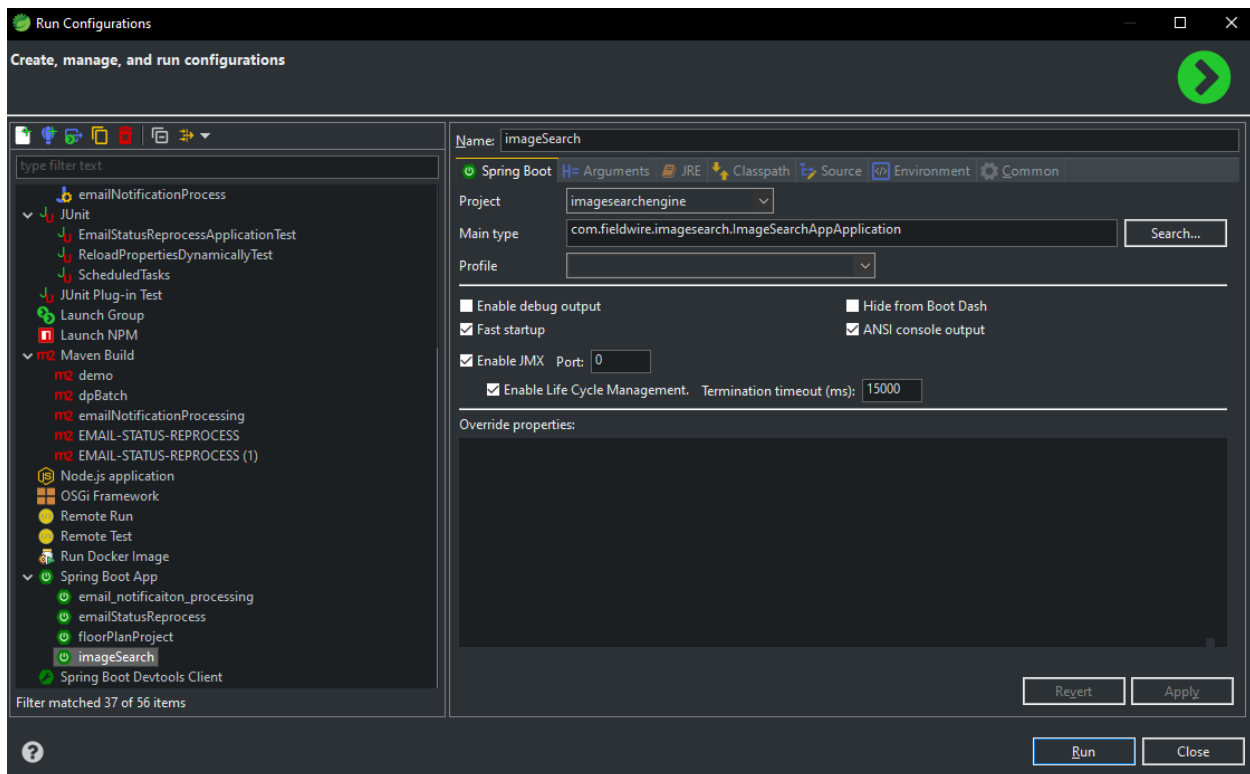 Run Configurations
Create, manage, and run configurations
type filter text
emailNotificationProcess
JUnit
EmailStatusReprocessApplicationTest
ReloadPropertiesDynamicallyTest
ScheduledTasks
JUnit Plug-in Test
Launch Group
Launch NPM
m2 Maven Build
m2 demo
m2 dpBatch
m2 emailNotificationProcessing
m2 EMAIL-STATUS-REPROCESS
m2 EMAIL-STATUS-REPROCESS (1)
Node.js application
OSGi Framework
Remote Run
Remote Test
Run Docker Image
Spring Boot App
email_notificaiton_processing
emailStatusReprocess
floorPlanProject
imageSearch
Spring Boot Devtools Client
Filter matched 37 of 56 items
Name: imageSearch
Spring Boot Arguments JRE Classpath Source Environment Common
Project imagesearchengine
Main type com.fieldwire.imagesearch.ImageSearchAppApplication Search...
Profile
Enable debug output Hide from Boot Dash
Fast startup ANSI console output
Enable JMX Port: 0
Enable Life Cycle Management. Termination timeout (ms): 15000
Override properties:
Revert Apply
Run Close